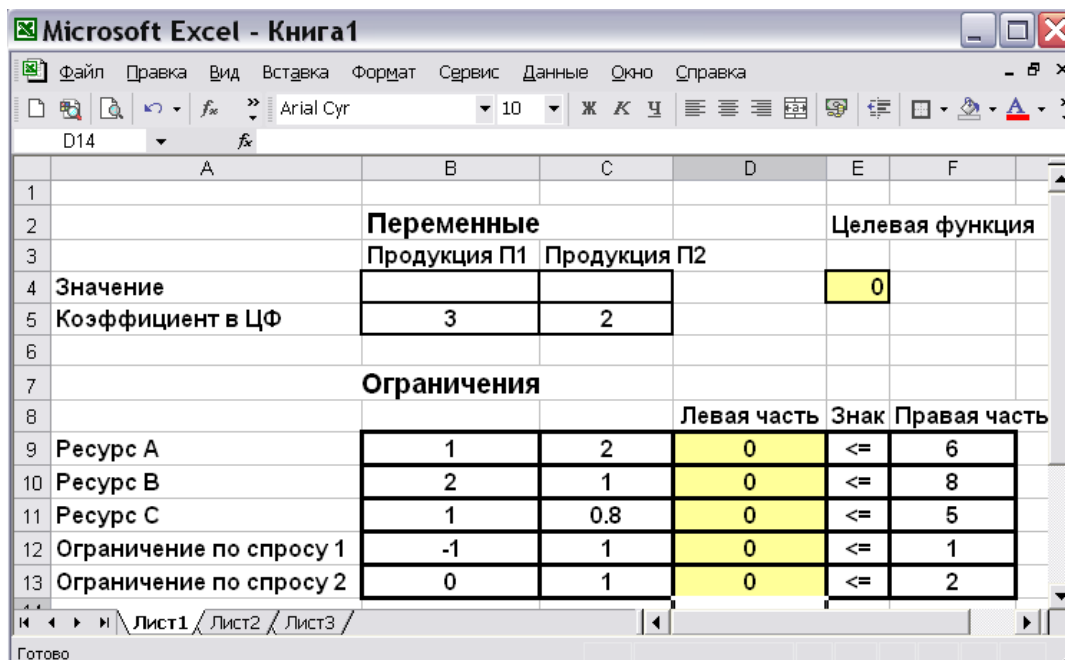 Microsoft Excel - Книга1
Файл Правка Вид Вставка Формат Сервис Данные Окно Справка
Arial Cyr 10 Ж К Ч
D14 fx
A B C D E F
1
2 Переменные Целевая функция
3 Продукция П1 Продукция П2
4 Значение 0
5 Коэффициент в ЦФ 3 2
6
7 Ограничения
8 Левая часть Знак Правая часть
9 Ресурс А 1 2 0 <= 6
10 Ресурс В 2 1 0 <= 8
11 Ресурс С 1 0.8 0 <= 5
12 Ограничение по спросу 1 -1 1 0 <= 1
13 Ограничение по спросу 2 0 1 0 <= 2
Лист1 Лист2 Лист3
Готово